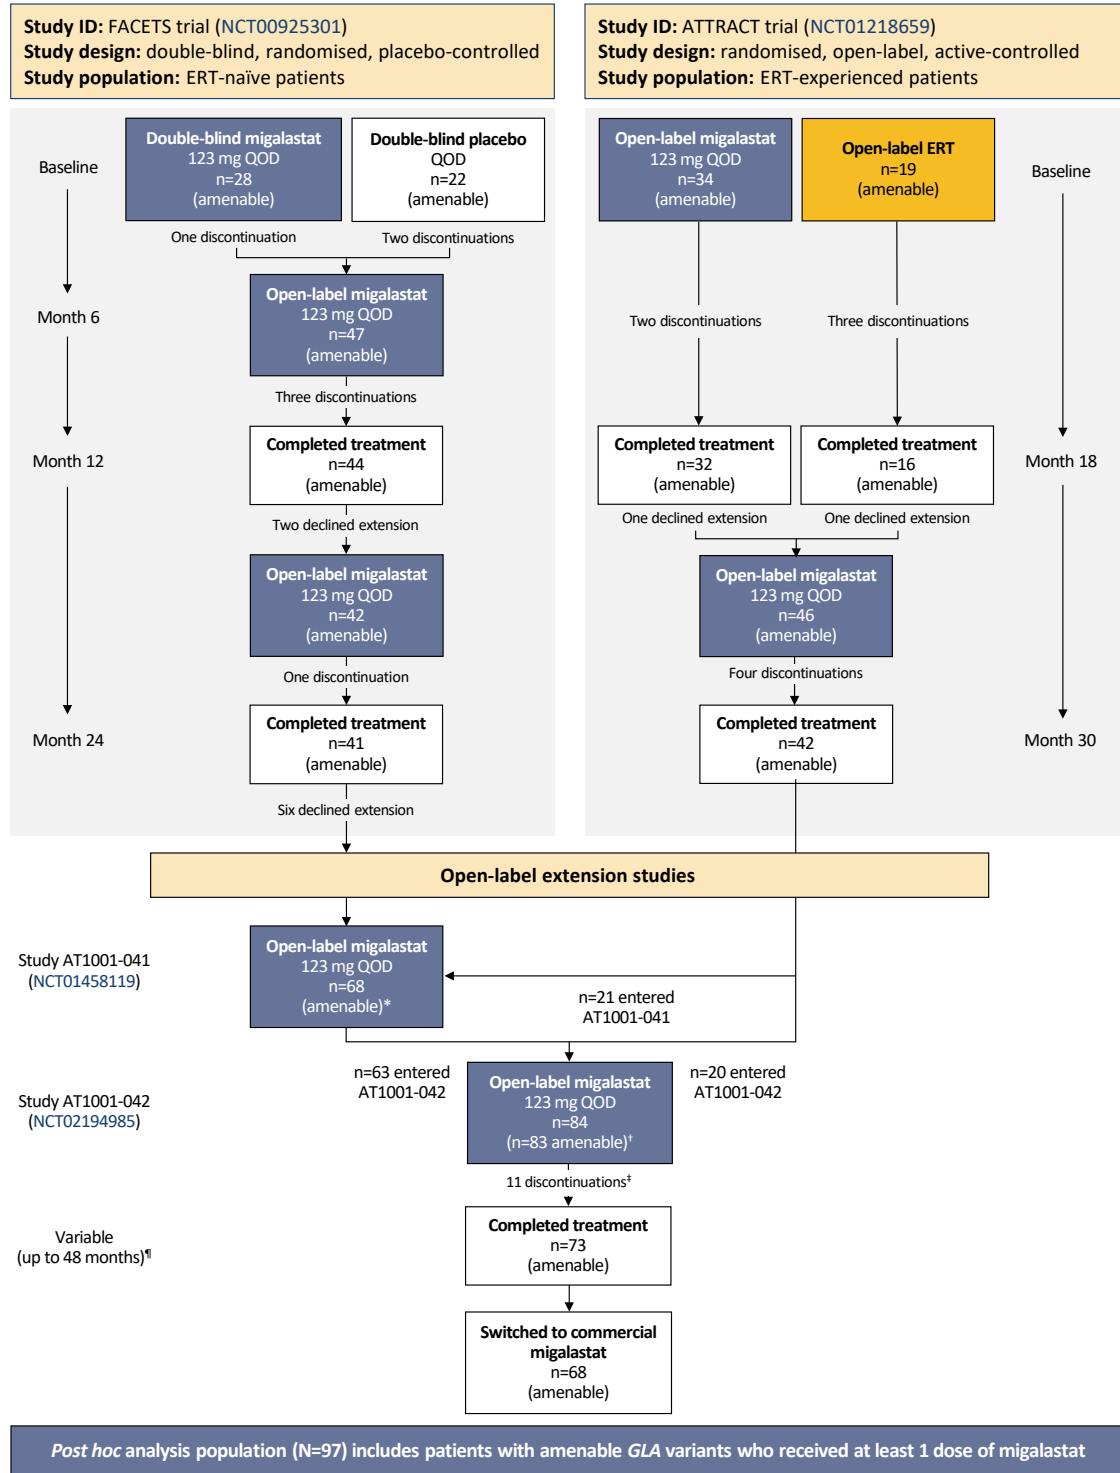 Study ID: FACETS trial (NCT00925301)
Study design: double-blind, randomised, placebo-controlled
Study population: ERT-naïve patients
Study ID: ATTRACT trial (NCT01218659)
Study design: randomised, open-label, active-controlled
Study population: ERT-experienced patients
Baseline
Double-blind migalastat
123 mg QOD
n=28
(amenable)
Double-blind placebo
QOD
n=22
(amenable)
One discontinuation
Two discontinuations
Month 6
Open-label migalastat
123 mg QOD
n=47
(amenable)
Three discontinuations
Month 12
Completed treatment
n=44
(amenable)
Two declined extension
Open-label migalastat
123 mg QOD
n=42
(amenable)
One discontinuation
Month 24
Completed treatment
n=41
(amenable)
Six declined extension
Open-label migalastat
123 mg QOD
n=34
(amenable)
Open-label ERT
n=19
(amenable)
Baseline
Two discontinuations
Three discontinuations
Completed treatment
n=32
(amenable)
Completed treatment
n=16
(amenable)
Month 18
One declined extension
One declined extension
Open-label migalastat
123 mg QOD
n=46
(amenable)
Four discontinuations
Completed treatment
n=42
(amenable)
Month 30
Open-label extension studies
Study AT1001-041
(NCT01458119)
Open-label migalastat
123 mg QOD
n=68
(amenable)*
n=21 entered
AT1001-041
Study AT1001-042
(NCT02194985)
n=63 entered
AT1001-042
Open-label migalastat
123 mg QOD
n=84
(n=83 amenable)†
n=20 entered
AT1001-042
11 discontinuations‡
Variable
(up to 48 months)¶
Completed treatment
n=73
(amenable)
Switched to commercial
migalastat
n=68
(amenable)
Post hoc analysis population (N=97) includes patients with amenable GLA variants who received at least 1 dose of migalastat